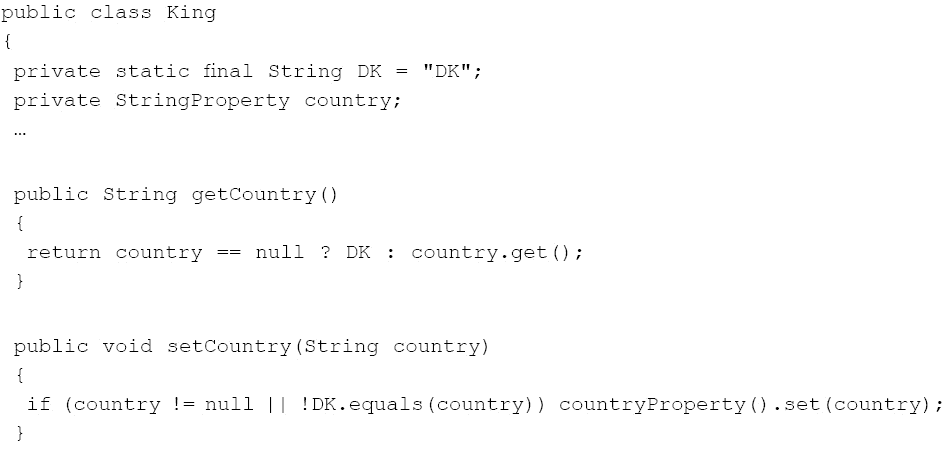 public class King
{
private static final String DK = "DK";
private StringProperty country;
…
public String getCountry()
{
return country == null ? DK : country.get();
}
public void setCountry(String country)
{
if (country != null || !DK.equals(country)) countryProperty().set(country);
}